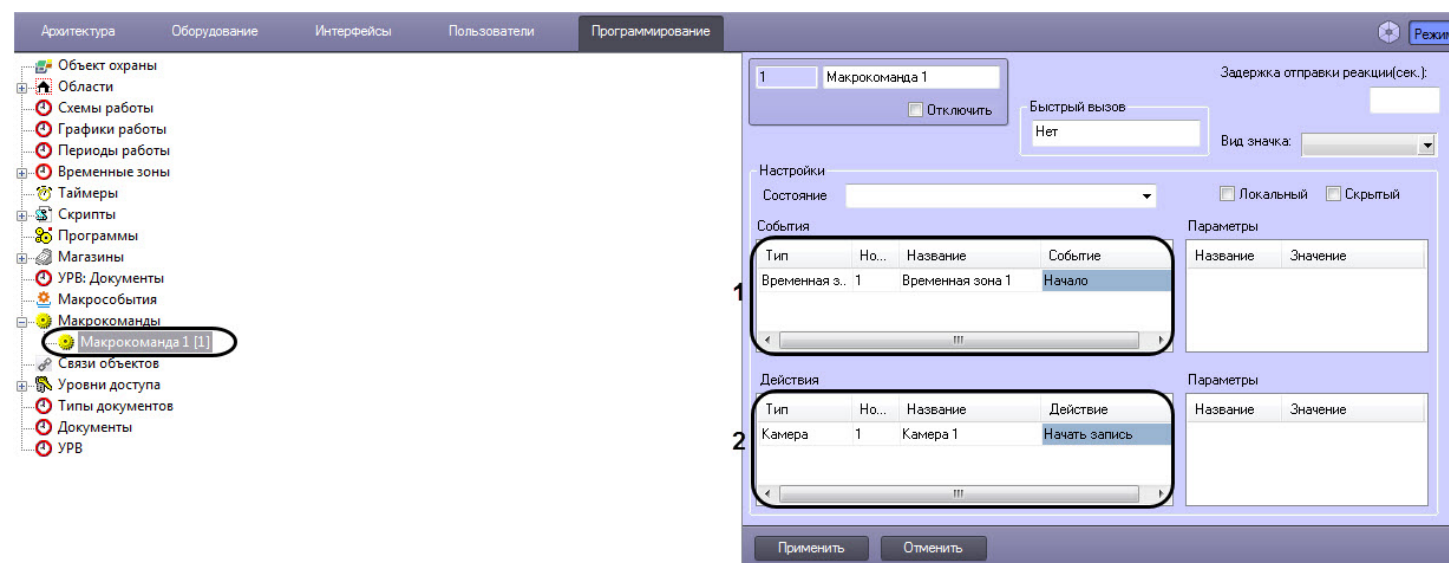 Архитектура Оборудование Интерфейсы Пользователи Программирование
Объект охраны
Области
Схемы работы
Графики работы
Периоды работы
Временные зоны
Таймеры
Скрипты
Программы
Магазины
УРВ: Документы
Макрособытия
Макрокоманды
Макрокоманда 1 [1]
Связи объектов
Уровни доступа
Типы документов
Документы
УРВ
Режим
1 Макрокоманда 1
Отключить
Быстрый вызов
Нет
Задержка отправки реакции(сек.):
Вид значка:
Настройки
Состояние
Локальный Скрытый
События
Тип Но... Название Событие
Временная з.. 1 Временная зона 1 Начало
1
Параметры
Название Значение
Действия
Тип Но... Название Действие
Камера 1 Камера 1 Начать запись
2
Параметры
Название Значение
Применить Отменить